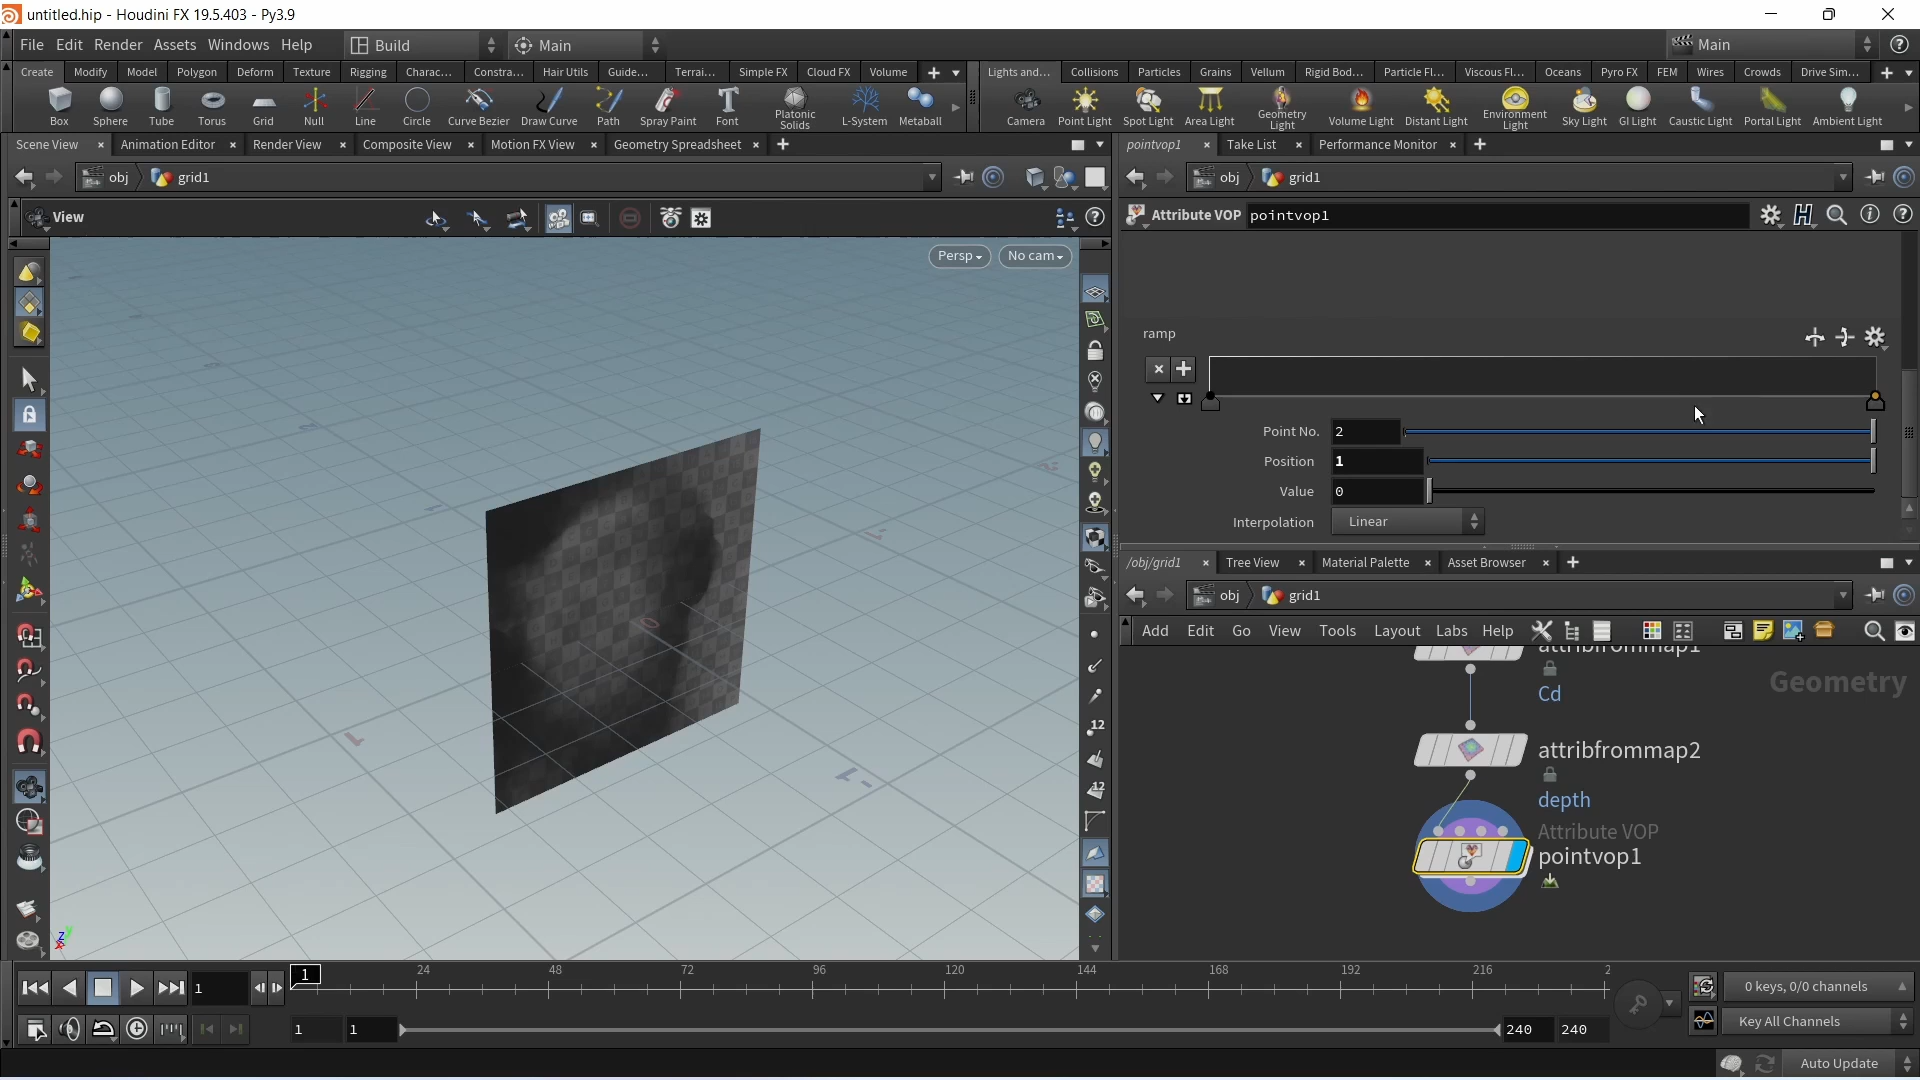 untitled.hip - Houdini FX 19.5.403 - Py3.9
File Edit Render Assets Windows Help Build Main Main
Create Modify Model Polygon Deform Texture Rigging Charac... Constra... Hair Utils Guide... Terrai... Simple FX Cloud FX Volume
Lights and... Collisions Particles Grains Vellum Rigid Bod... Particle Fl... Viscous Fl... Oceans Pyro FX FEM Wires Crowds Drive Sim...
Box Sphere Tube Torus Grid Null Line Circle Curve Bezier Draw Curve Path Spray Paint Font Platonic Solids L-System Metaball
Camera Point Light Spot Light Area Light Geometry Light Volume Light Distant Light Environment Light Sky Light GI Light Caustic Light Portal Light Ambient Light
Scene View Animation Editor Render View Composite View Motion FX View Geometry Spreadsheet
pointvop1 Take List Performance Monitor
obj grid1
obj grid1
View
Attribute VOP pointvop1
Persp No cam
ramp
Point No. 2
Position 1
Value 0
Interpolation Linear
/obj/grid1 Tree View Material Palette Asset Browser
obj grid1
Add Edit Go View Tools Layout Labs Help
attribfrommap1
Geometry
Cd
attribfrommap2
depth
Attribute VOP
pointvop1
12
12
1 1 24 48 72 96 120 144 168 192 216 2
0 keys, 0/0 channels
1 1 240 240
Key All Channels
Auto Update